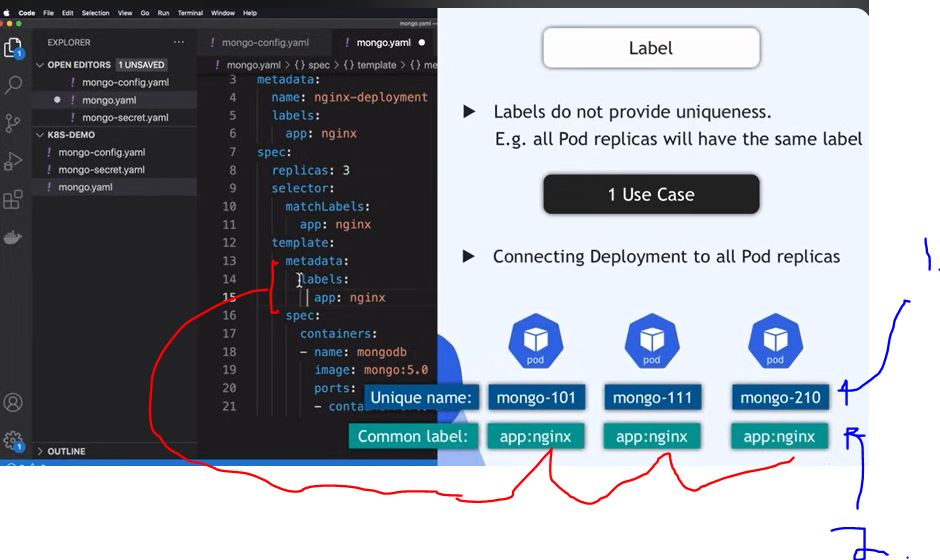 Code File Edit Selection View Go Run Terminal Window Help
mongo.yaml —
EXPLORER ...
mongo-config.yaml
mongo.yaml
OPEN EDITORS 1 UNSAVED
mongo-config.yaml
mongo.yaml
mongo-secret.yaml
K8S-DEMO
mongo-config.yaml
mongo-secret.yaml
mongo.yaml
OUTLINE
mongo.yaml > {} spec > {} template > {} me
3 metadata:
4 name: nginx-deployment
5 labels:
6 app: nginx
7 spec:
8 replicas: 3
9 selector:
10 matchLabels:
11 app: nginx
12 template:
13 metadata:
14 labels:
15 app: nginx
16 spec:
17 containers:
18 - name: mongodb
19 image: mongo:5.0
20 ports:
21
Label
Labels do not provide uniqueness.
E.g. all Pod replicas will have the same label
1 Use Case
Connecting Deployment to all Pod replicas
pod pod pod
Unique name: mongo-101 mongo-111 mongo-210
Common label: app:nginx app:nginx app:nginx
1.
2.